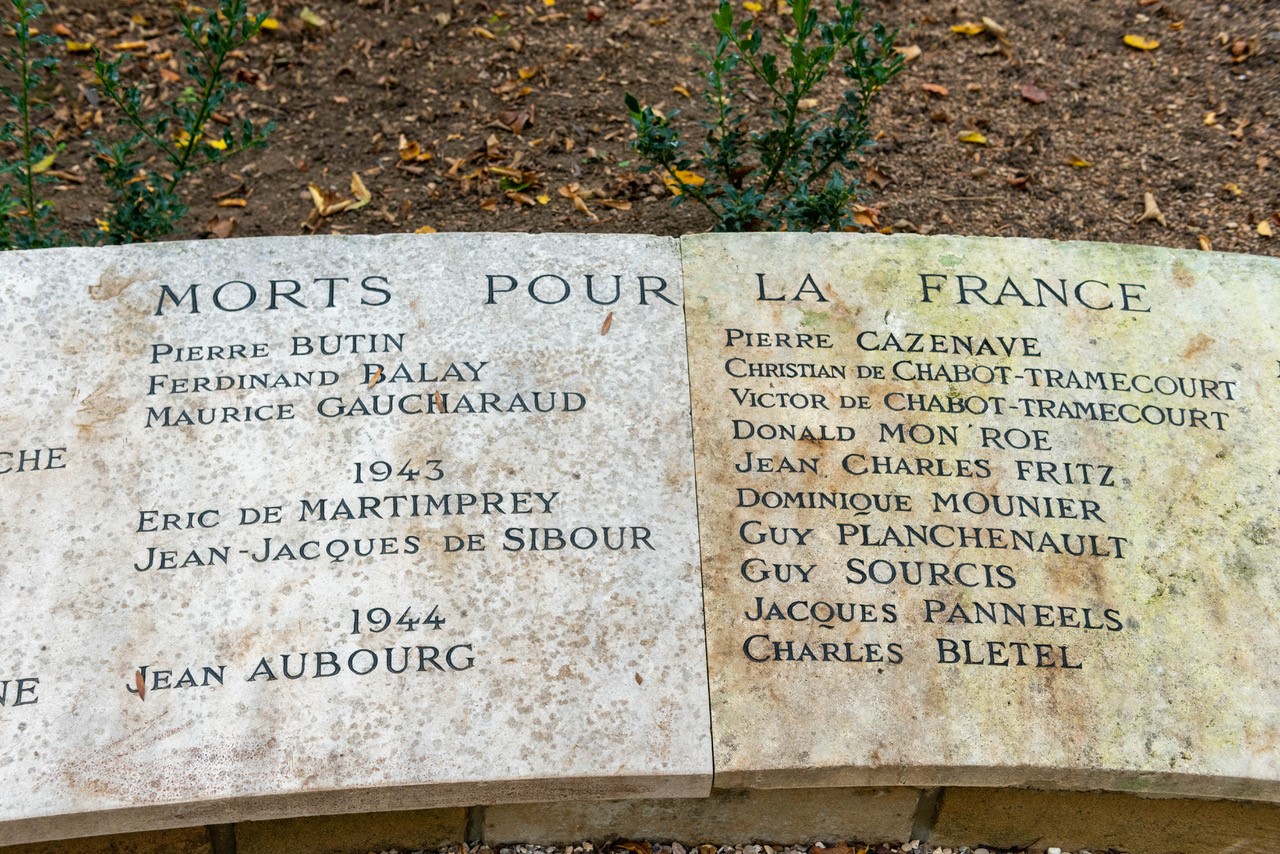 MORTS POUR LA FRANCE
CHE
NE
PIERRE BUTIN
FERDINAND BALAY
MAURICE GAUCHARAUD
1943
ERIC DE MARTIMPREY
JEAN-JACQUES DE SIBOUR
1944
JEAN AUBOURG
PIERRE CAZENAVE
CHRISTIAN DE CHABOT-TRAMECOURT
VICTOR DE CHABOT-TRAMECOURT
DONALD MON'ROE
JEAN CHARLES FRITZ
DOMINIQUE MOUNIER
GUY PLANCHENAULT
GUY SOURCIS
JACQUES PANNEELS
CHARLES BLETEL